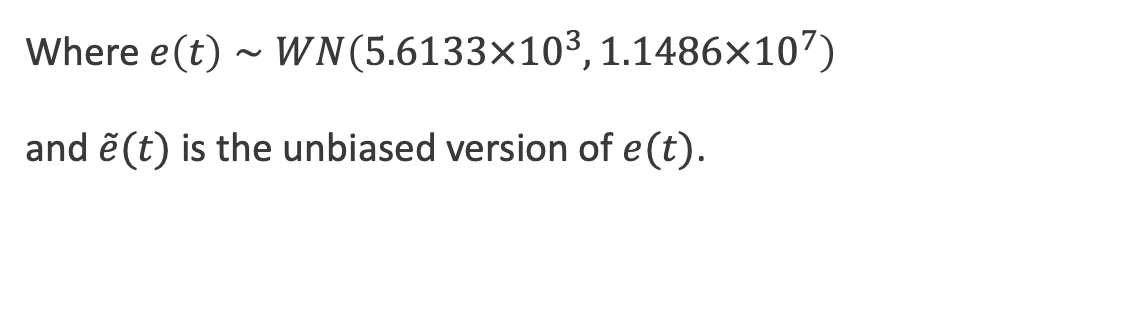 Where e(t) ~ WN(5.6133×10³, 1.1486×10⁷)
and ẽ(t) is the unbiased version of e(t).